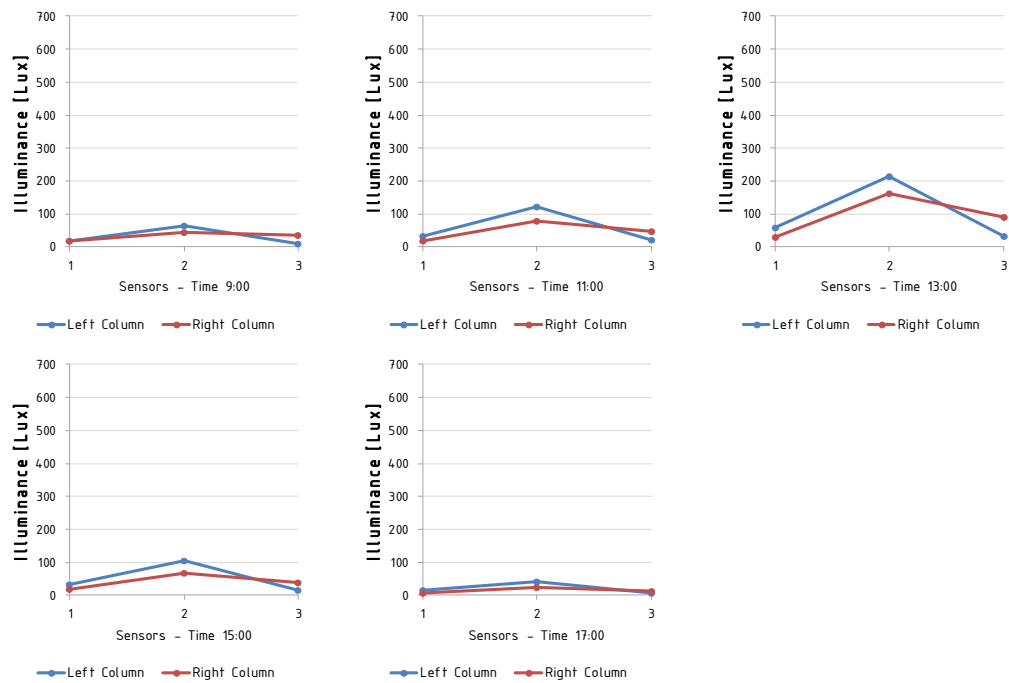 700
600
500
400
300
200
100
0
Illuminance [Lux]
1 2 3
Sensors - Time 9:00
Left Column Right Column
700
600
500
400
300
200
100
0
Illuminance [Lux]
1 2 3
Sensors - Time 11:00
Left Column Right Column
700
600
500
400
300
200
100
0
Illuminance [Lux]
1 2 3
Sensors - Time 13:00
Left Column Right Column
700
600
500
400
300
200
100
0
Illuminance [Lux]
1 2 3
Sensors - Time 15:00
Left Column Right Column
700
600
500
400
300
200
100
0
Illuminance [Lux]
1 2 3
Sensors - Time 17:00
Left Column Right Column